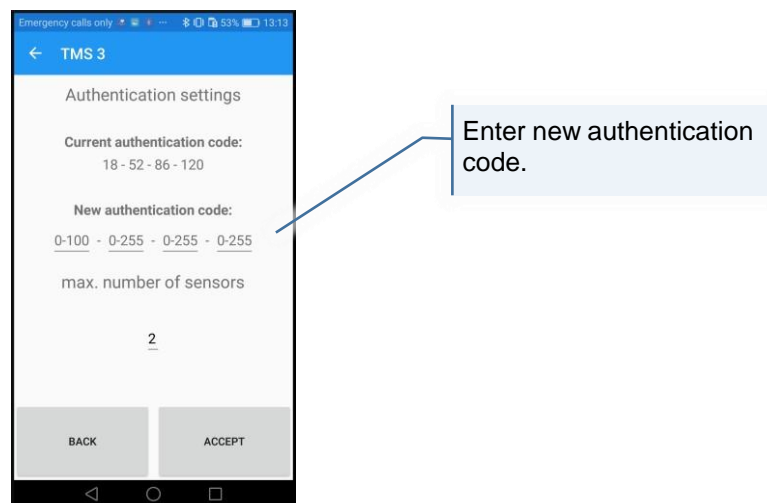 Emergency calls only ... 53% 13:13
TMS 3
Authentication settings
Current authentication code:
18 - 52 - 86 - 120
New authentication code:
0-100 - 0-255 - 0-255 - 0-255
max. number of sensors
2
BACK ACCEPT
Enter new authentication
code.